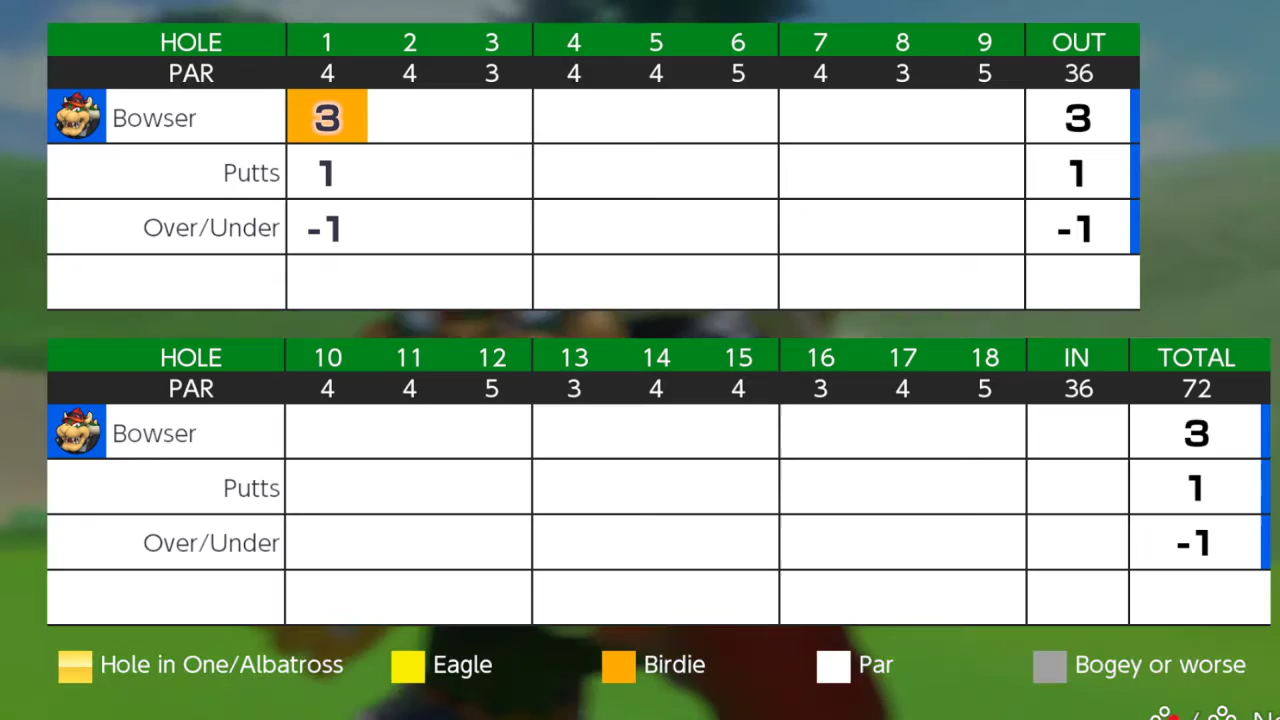 HOLE 1 2 3 4 5 6 7 8 9 OUT
PAR 4 4 3 4 4 5 4 3 5 36
Bowser 3 3
Putts 1 1
Over/Under -1 -1
HOLE 10 11 12 13 14 15 16 17 18 IN TOTAL
PAR 4 4 5 3 4 4 3 4 5 36 72
Bowser 3
Putts 1
Over/Under -1
Hole in One/Albatross Eagle Birdie Par Bogey or worse